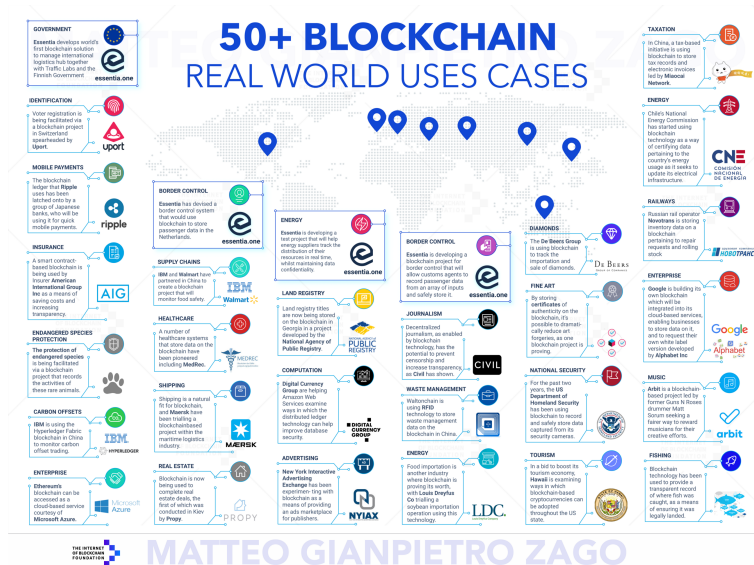 50+ BLOCKCHAIN
REAL WORLD USES CASES
GOVERNMENT
Essentia develops world's
first blockchain solution
to manage international
logistics hub together
with Traffic Labs and the
Finnish Government
essentia.one
IDENTIFICATION
Voter registration is
being facilitated via
a blockchain project
in Switzerland
spearheaded by Uport.
uport
MOBILE PAYMENTS
The blockchain
ledger that Ripple
uses has been
latched onto by a
group of Japanese
banks, who will be
using it for quick
mobile payments.
ripple
INSURANCE
A smart contract-
based blockchain is
being used by
insurer American
International Group
Inc as a means of
saving costs and
increasing
transparency.
AIG
ENDANGERED SPECIES
PROTECTION
The protection of
endangered species
is being facilitated
via a blockchain
project that records
the activities of
these rare animals.
CARBON OFFSETS
IBM is using the
Hyperledger Fabric
blockchain in China
to monitor carbon
offset trading.
IBM
HYPERLEDGER
ENTERPRISE
Ethereum's
blockchain can be
accessed as a
cloud-based service
courtesy of
Microsoft Azure.
Microsoft
Azure
BORDER CONTROL
Essentia has devised a
border control system
that would use
blockchain to store
passenger data in the
Netherlands.
essentia.one
SUPPLY CHAINS
IBM and Walmart have
partnered in China to
create a blockchain
project that will
monitor food safety.
IBM
Walmart
HEALTHCARE
A number of
healthcare systems
that store data on the
blockchain have
been pioneered
including MedRec.
MEDREC
SHIPPING
Shipping is a natural
fit for blockchain,
and Maersk have
been trialling a
blockchainbased
project within the
maritime logistics
industry.
MÆRSK
REAL ESTATE
Blockchain is now
being used to
complete real
estate deals, the
first of which was
conducted in Kiev
by Propy.
PROPY
ENERGY
Essentia is developing a
test project that will help
energy suppliers track the
distribution of their
resources in real time,
whilst maintaining data
confidentiality.
essentia.one
LAND REGISTRY
Land registry titles
are now being stored
on the blockchain in
Georgia in a project
developed by the
National Agency of
Public Registry.
PUBLIC
REGISTRY
COMPUTATION
Digital Currency
Group are helping
Amazon Web
Services examine
ways in which the
distributed ledger
technology can help
improve database
security.
DIGITAL
CURRENCY
GROUP
ADVERTISING
New York Interactive
Advertising
Exchange has been
experiment ting with
blockchain as a
means of providing
an ads marketplace
for publishers.
NYIAX
BORDER CONTROL
Essentia is developing a
blockchain project for
border control that will
allow customs agents to
record passenger data
from an array of inputs
and safely store it.
essentia.one
JOURNALISM
Decentralized
journalism, as enabled
by blockchain
technology, has the
potential to prevent
censorship and
increase transparency,
as Civil has shown.
CIVIL
WASTE MANAGEMENT
Waltonchain is
using RFID
technology to store
waste management
data on the
blockchain in China.
ENERGY
Food importation is
another industry
where blockchain is
proving its worth,
with Louis Dreyfus
Co trialling a
soybean importation
operation using this
technology.
LDC.
DIAMONDS
The De Beers Group
is using blockchain
to track the
importation and
sale of diamonds.
DE BEERS
FINE ART
By storing
certificates of
authenticity on the
blockchain, it's
possible to dramati-
cally reduce art
forgeries, as one
blockchain project is
proving.
NATIONAL SECURITY
For the past two
years, the US
Department of
Homeland Security
has been using
blockchain to record
and safely store data
captured from its
security cameras.
TOURISM
In a bid to boost its
tourism economy,
Hawaii is examining
ways in which
blockchain-based
cryptocurrencies can
be adopted
throughout the US
state.
TAXATION
In China, a tax-based
initiative is using
blockchain to store
tax records and
electronic invoices
led by Miaocai
Network.
ENERGY
Chile's National
Energy Commission
has started using
blockchain
technology as a way
of certifying data
pertaining to the
country's energy
usage as it seeks to
update its electrical
infrastructure.
CNE
COMISIÓN
NACIONAL
DE ENERGÍA
RAILWAYS
Russian rail operator
Novotrans is storing
inventory data on a
blockchain
pertaining to repair
requests and rolling
stock
НОВОТРАНС
ENTERPRISE
Google is building its
own blockchain
which will be
integrated into its
cloud-based services,
enabling businesses
to store data on it,
and to request their
own white label
version developed
by Alphabet Inc
Google
Alphabet
MUSIC
Arbit is a blockchain-
based project led by
former Guns N Roses
drummer Matt
Sorum seeking a
fairer way to reward
musicians for their
creative efforts.
arbit
FISHING
Blockchain
technology has been
used to provide a
transparent record
of where fish was
caught, as a means
of ensuring it was
legally landed.
THE INTERNET
OF BLOCKCHAIN
FOUNDATION
MATTEO GIANPIETRO ZAGO